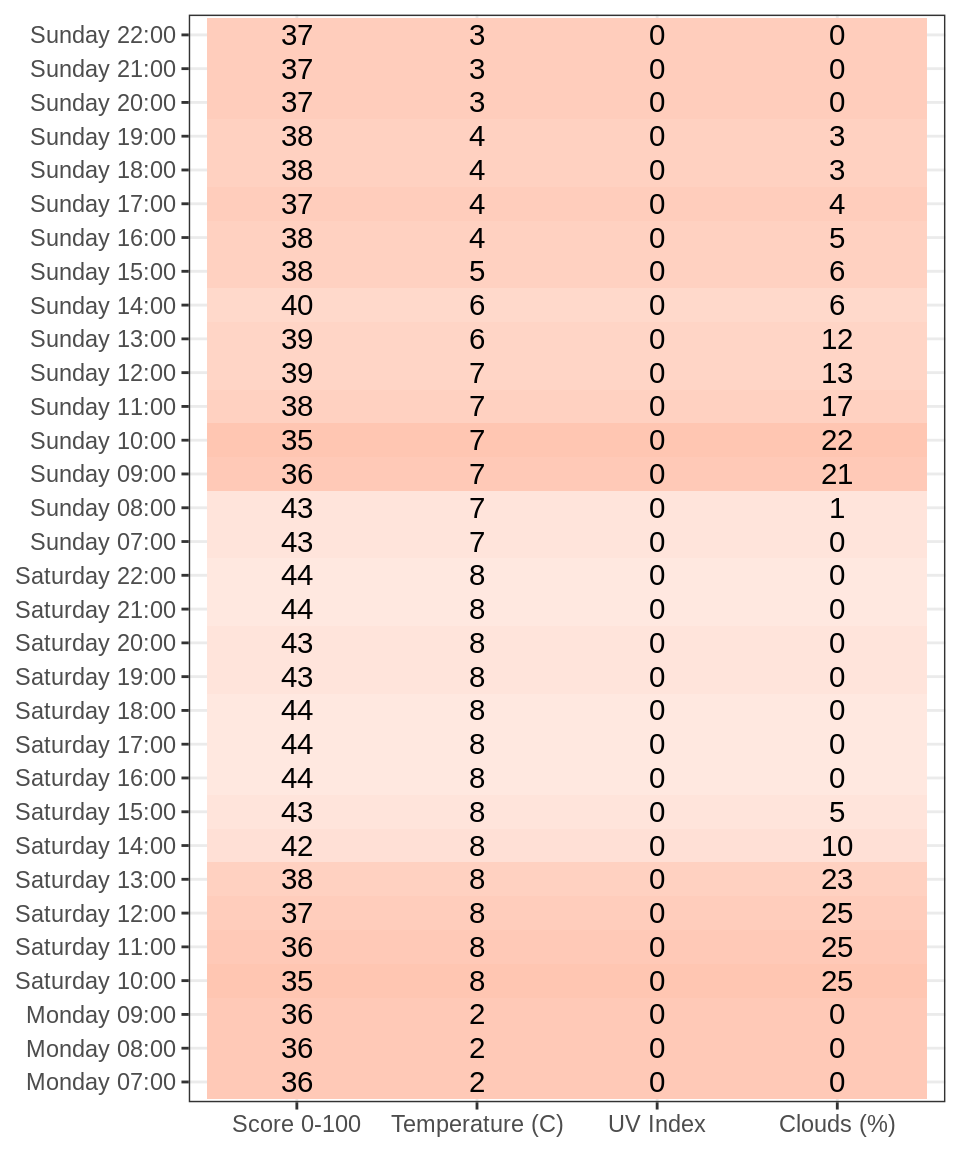 Sunday 22:00 37 3 0 0
Sunday 21:00 37 3 0 0
Sunday 20:00 37 3 0 0
Sunday 19:00 38 4 0 3
Sunday 18:00 38 4 0 3
Sunday 17:00 37 4 0 4
Sunday 16:00 38 4 0 5
Sunday 15:00 38 5 0 6
Sunday 14:00 40 6 0 6
Sunday 13:00 39 6 0 12
Sunday 12:00 39 7 0 13
Sunday 11:00 38 7 0 17
Sunday 10:00 35 7 0 22
Sunday 09:00 36 7 0 21
Sunday 08:00 43 7 0 1
Sunday 07:00 43 7 0 0
Saturday 22:00 44 8 0 0
Saturday 21:00 44 8 0 0
Saturday 20:00 43 8 0 0
Saturday 19:00 43 8 0 0
Saturday 18:00 44 8 0 0
Saturday 17:00 44 8 0 0
Saturday 16:00 44 8 0 0
Saturday 15:00 43 8 0 5
Saturday 14:00 42 8 0 10
Saturday 13:00 38 8 0 23
Saturday 12:00 37 8 0 25
Saturday 11:00 36 8 0 25
Saturday 10:00 35 8 0 25
Monday 09:00 36 2 0 0
Monday 08:00 36 2 0 0
Monday 07:00 36 2 0 0
Score 0-100 Temperature (C) UV Index Clouds (%)